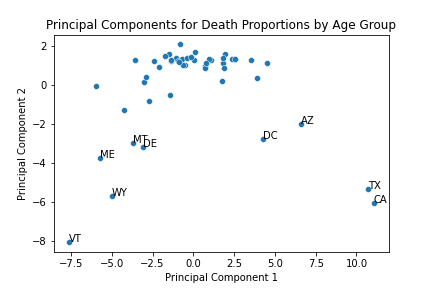 Principal Components for Death Proportions by Age Group
Principal Component 2
2
0
−2
−4
−6
−8
AZ
DC
MT
DE
ME
TX
WY
CA
VT
−7.5
−5.0
−2.5
0.0
2.5
5.0
7.5
10.0
Principal Component 1